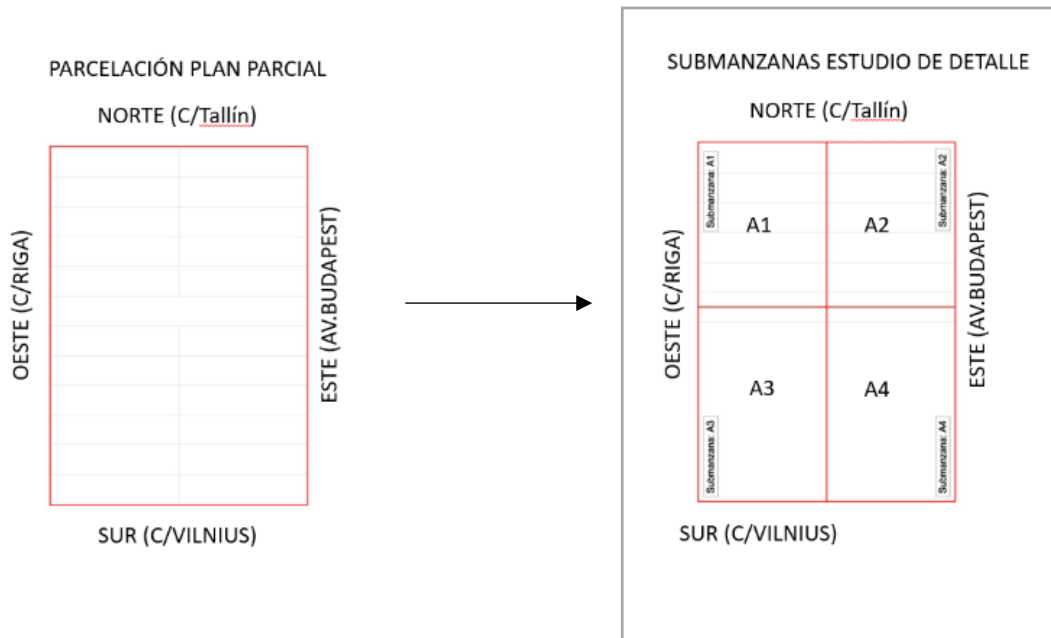 PARCELACIÓN PLAN PARCIAL
NORTE (C/Tallín)
OESTE (C/RIGA)
ESTE (AV.BUDAPEST)
SUR (C/VILNIUS)
SUBMANZANAS ESTUDIO DE DETALLE
NORTE (C/Tallín)
OESTE (C/RIGA)
Submanzana: A1
A1
A2
Submanzana: A2
ESTE (AV.BUDAPEST)
Submanzana: A3
A3
A4
Submanzana: A4
SUR (C/VILNIUS)